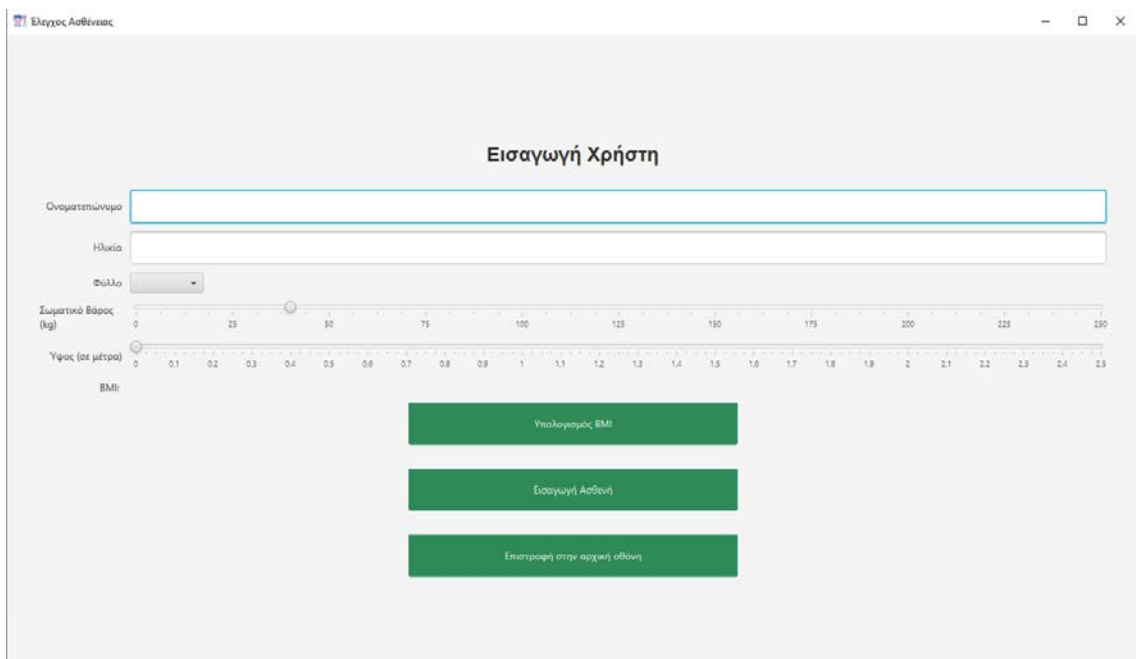 Έλεγχος Ασθένειας
Εισαγωγή Χρήστη
Ονοματεπώνυμο
Ηλικία
Φύλλο
Σωματικό Βάρος
(kg)
0 25 50 75 100 125 150 175 200 225 250
Υψος (σε μέτρα)
0 0.1 0.2 0.3 0.4 0.5 0.6 0.7 0.8 0.9 1 1.1 1.2 1.3 1.4 1.5 1.6 1.7 1.8 1.9 2 2.1 2.2 2.3 2.4 2.5
BMI:
Υπολογισμός BMI
Εισαγωγή Ασθενή
Επιστροφή στην αρχική οθόνη